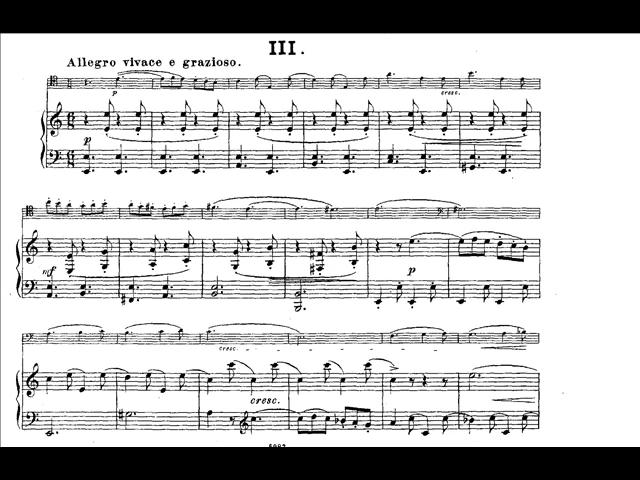 III.
Allegro vivace e grazioso.
p
cresc.
p
mf
p
cresc.
cresc.